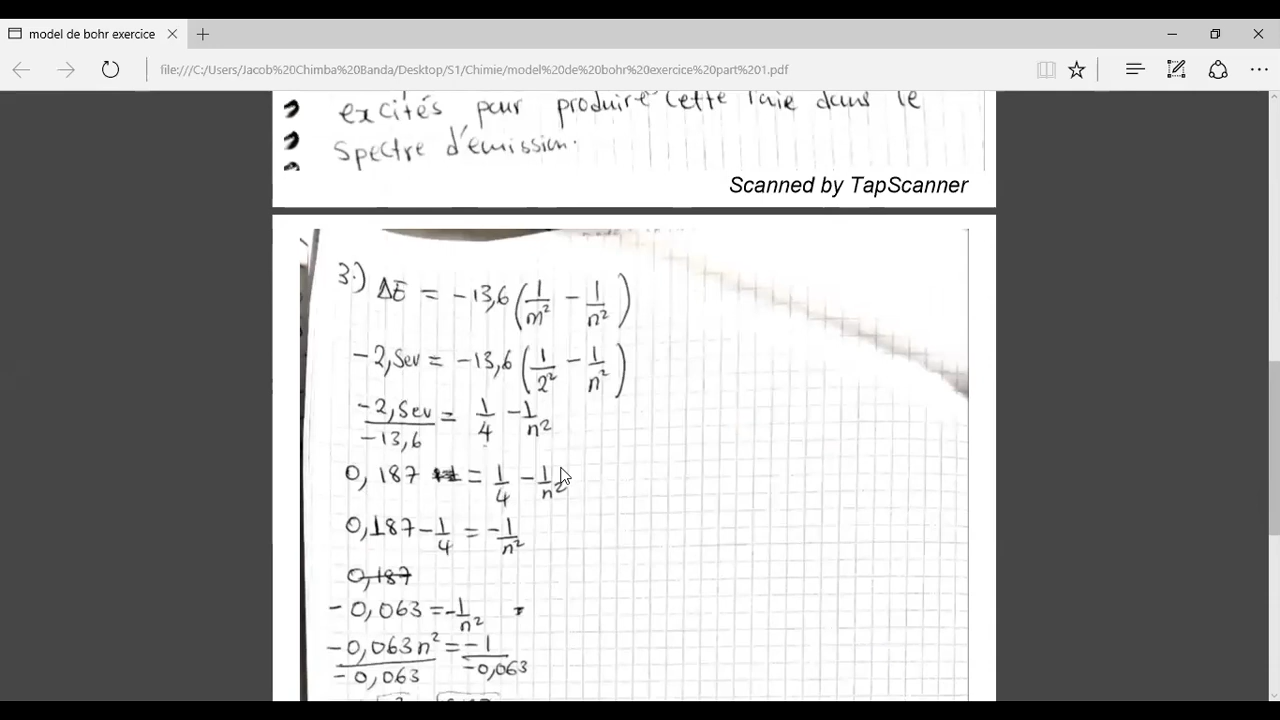 model de bohr exercice
file:///C:/Users/Jacob%20Chimba%20Banda/Desktop/S1/Chimie/model%20de%20bohr%20exercice%20part%201.pdf
excités pour produire cette raie dans le
spectre d'émission.
Scanned by TapScanner
3.) ΔE = -13,6 (1/m² - 1/n²)
-2,5ev = -13,6 (1/2² - 1/n²)
-2,5ev/-13,6 = 1/4 - 1/n²
0,187 = 1/4 - 1/n²
0,187 - 1/4 = -1/n²
0,187
-0,063 = -1/n²
-0,063n²/-0,063 = -1/-0,063